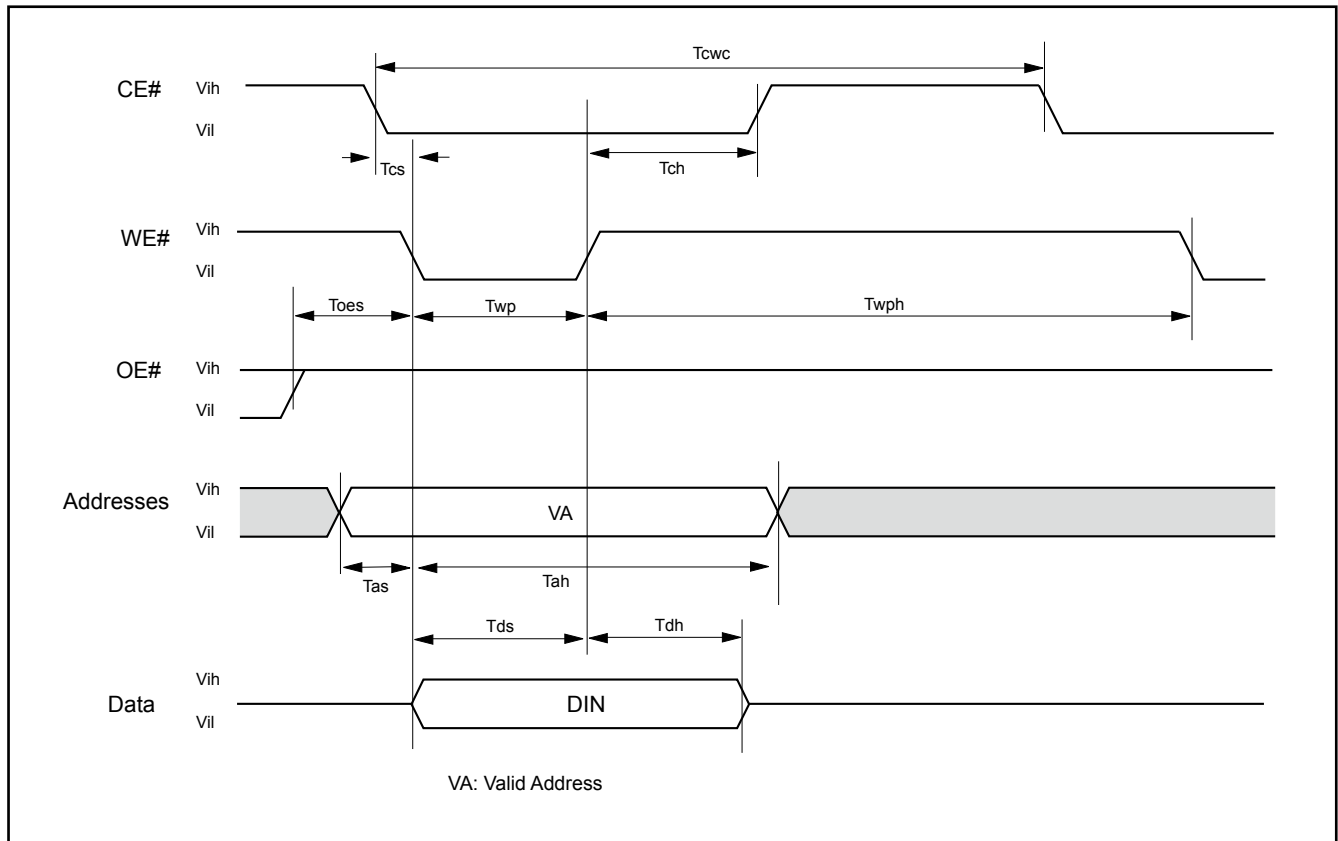 Tcwc
CE# Vih
Vil
Tcs Tch
WE# Vih
Vil
Toes Twp Twph
OE# Vih
Vil
Addresses Vih
VA
Vil
Tas Tah
Tds Tdh
Data Vih
DIN
Vil
VA: Valid Address